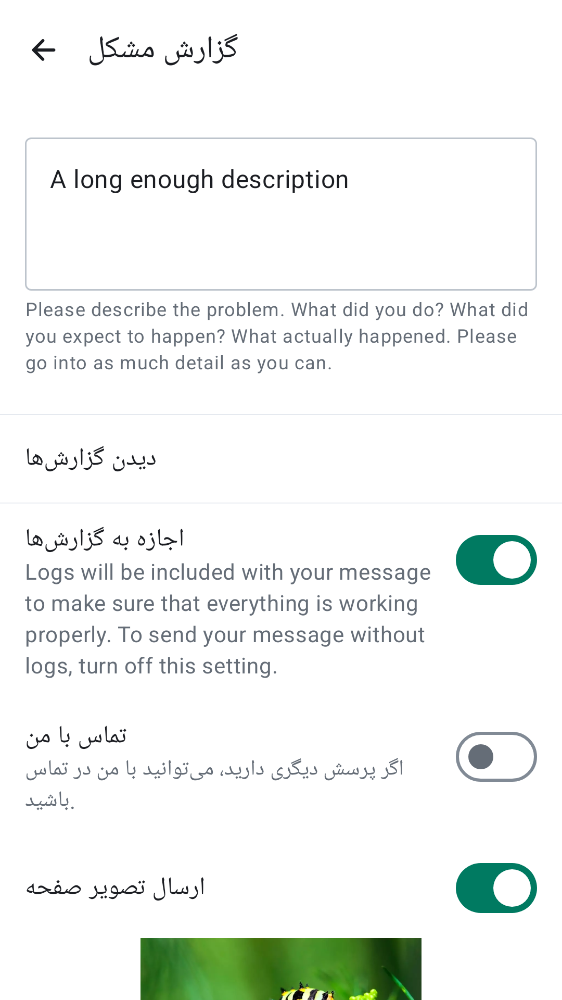 گزارش مشکل
A long enough description
Please describe the problem. What did you do? What did
you expect to happen? What actually happened. Please
go into as much detail as you can.
دیدن گزارش‌ها
اجازه به گزارش‌ها
Logs will be included with your message
to make sure that everything is working
properly. To send your message without
logs, turn off this setting.
تماس با من
اگر پرسش دیگری دارید، می‌توانید با من در تماس
باشید.
ارسال تصویر صفحه